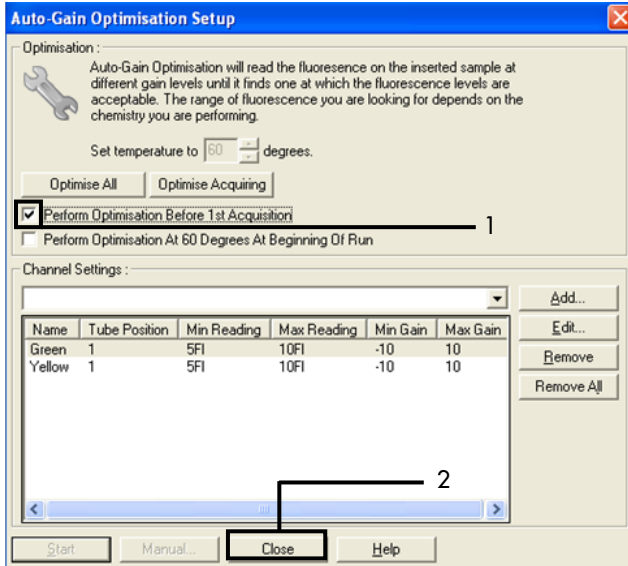 Auto-Gain Optimisation Setup
Optimisation :
Auto-Gain Optimisation will read the fluoresence on the inserted sample at
different gain levels until it finds one at which the fluorescence levels are
acceptable. The range of fluorescence you are looking for depends on the
chemistry you are performing.
Set temperature to 60 degrees.
Optimise All Optimise Acquiring
Perform Optimisation Before 1st Acquisition 1
Perform Optimisation At 60 Degrees At Beginning Of Run
Channel Settings :
Add...
Name Tube Position Min Reading Max Reading Min Gain Max Gain Edit...
Green 1 5Fl 10Fl -10 10
Yellow 1 5Fl 10Fl -10 10
Remove
Remove All
2
Start Manual... Close Help